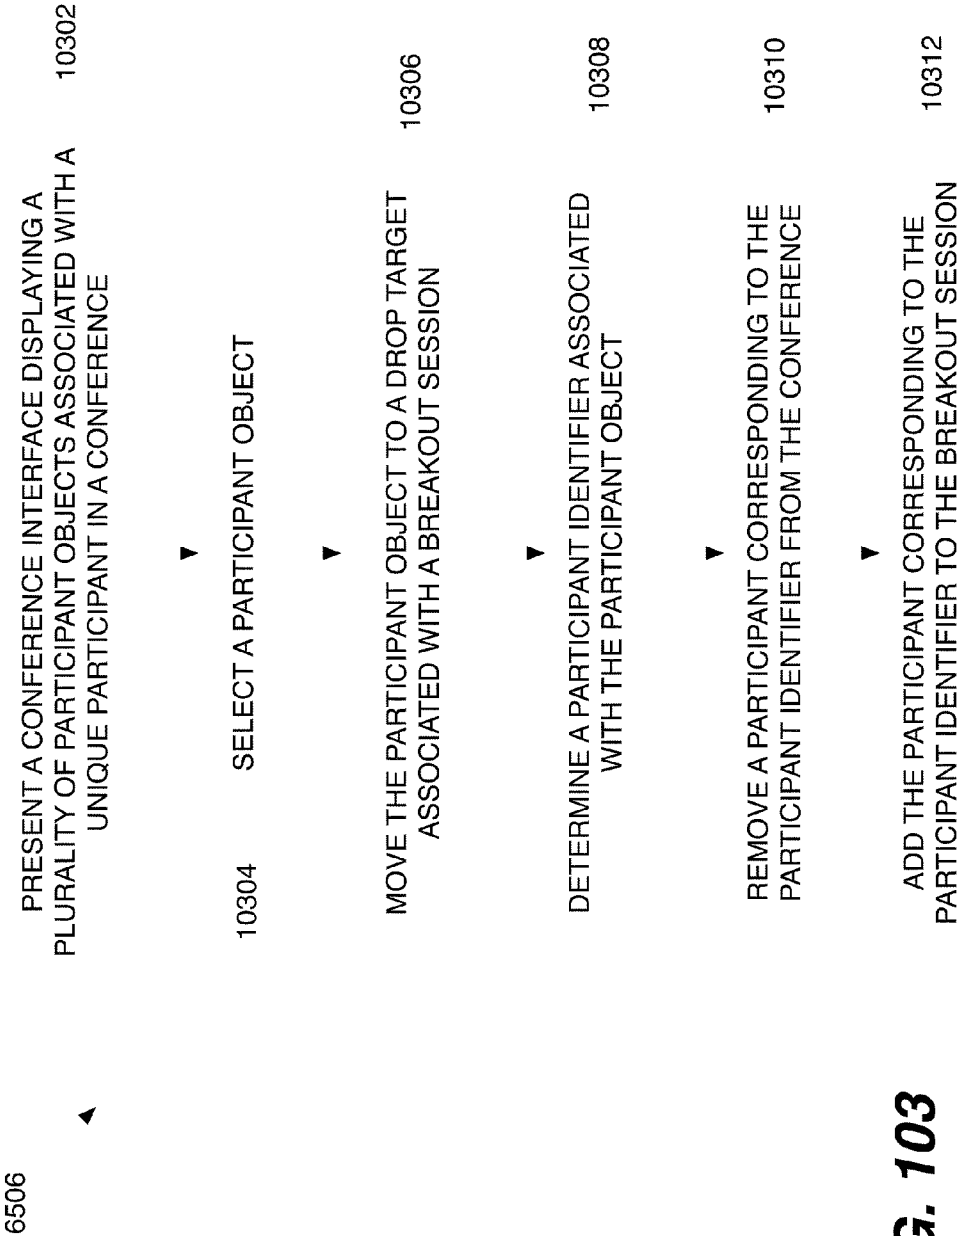 6506
PRESENT A CONFERENCE INTERFACE DISPLAYING A
PLURALITY OF PARTICIPANT OBJECTS ASSOCIATED WITH A
UNIQUE PARTICIPANT IN A CONFERENCE
10302
10304
SELECT A PARTICIPANT OBJECT
MOVE THE PARTICIPANT OBJECT TO A DROP TARGET
ASSOCIATED WITH A BREAKOUT SESSION
10306
DETERMINE A PARTICIPANT IDENTIFIER ASSOCIATED
WITH THE PARTICIPANT OBJECT
10308
REMOVE A PARTICIPANT CORRESPONDING TO THE
PARTICIPANT IDENTIFIER FROM THE CONFERENCE
10310
ADD THE PARTICIPANT CORRESPONDING TO THE
PARTICIPANT IDENTIFIER TO THE BREAKOUT SESSION
10312
G. 103